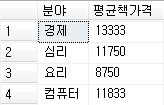 분야 평균책가격
1 경제 13333
2 심리 11750
3 요리 8750
4 컴퓨터 11833